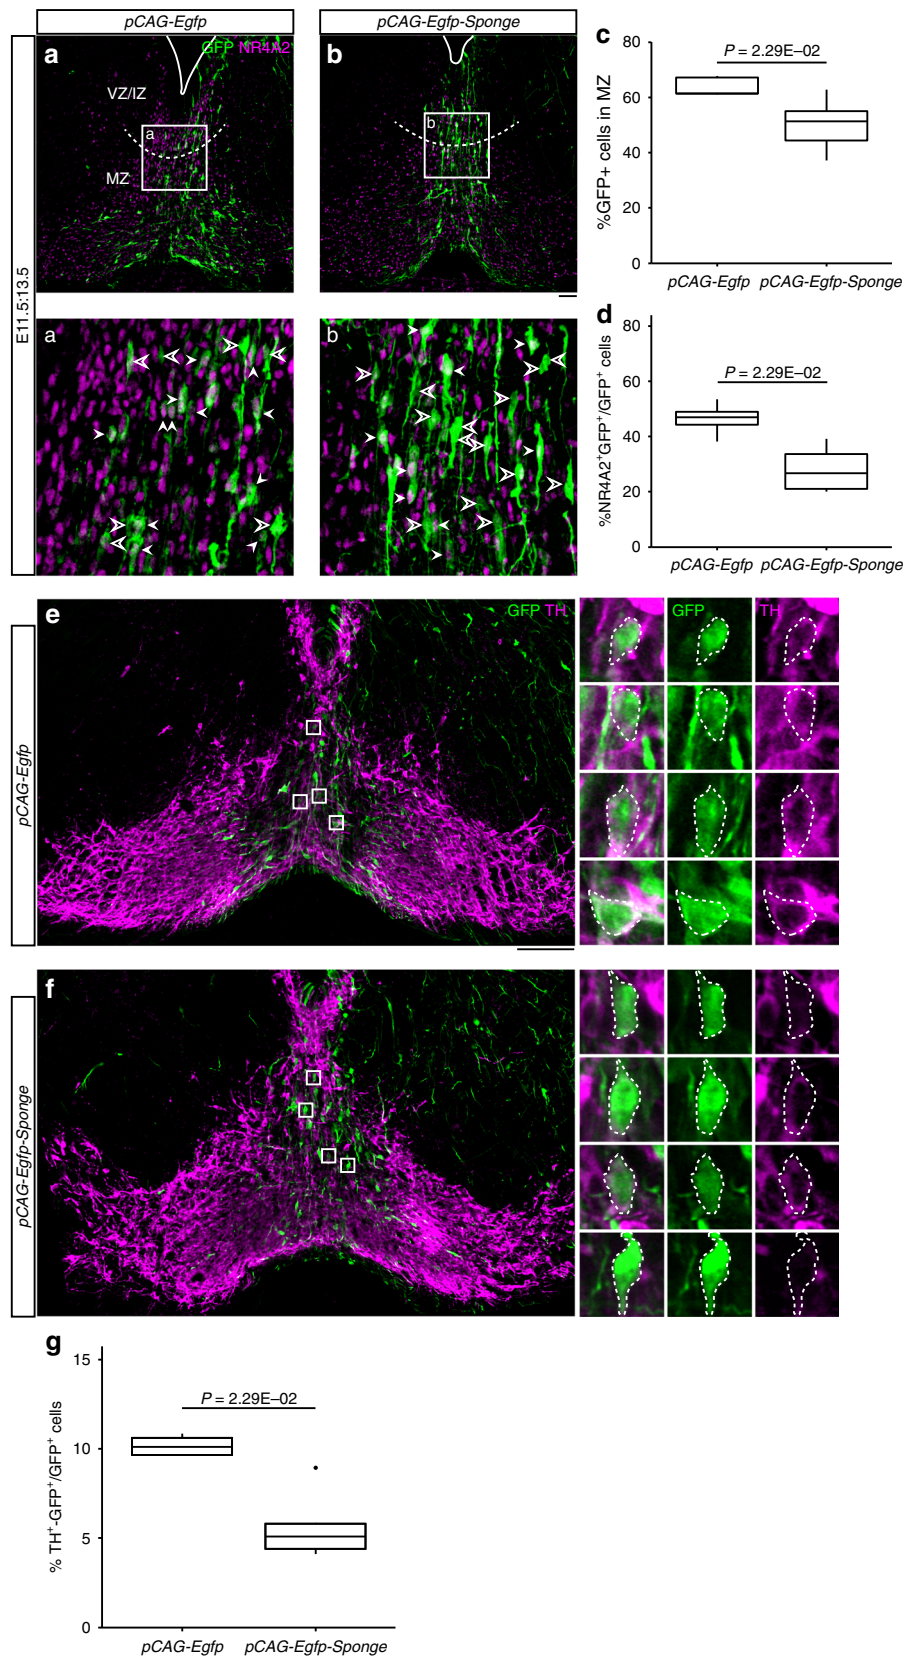 pCAG-Egfp
pCAG-Egfp-Sponge
E11.5:13.5
a
GFP NR4A2
VZ/IZ
a
MZ
b
b
a
b
c
%GFP+ cells in MZ
80
60
40
20
0
P = 2.29E–02
pCAG-Egfp
pCAG-Egfp-Sponge
d
%NR4A2⁺GFP⁺/GFP⁺ cells
80
60
40
20
0
P = 2.29E–02
pCAG-Egfp
pCAG-Egfp-Sponge
pCAG-Egfp
e
GFP TH
GFP
TH
pCAG-Egfp-Sponge
f
g
% TH⁺-GFP⁺/GFP⁺ cells
15
10
5
0
P = 2.29E–02
pCAG-Egfp
pCAG-Egfp-Sponge